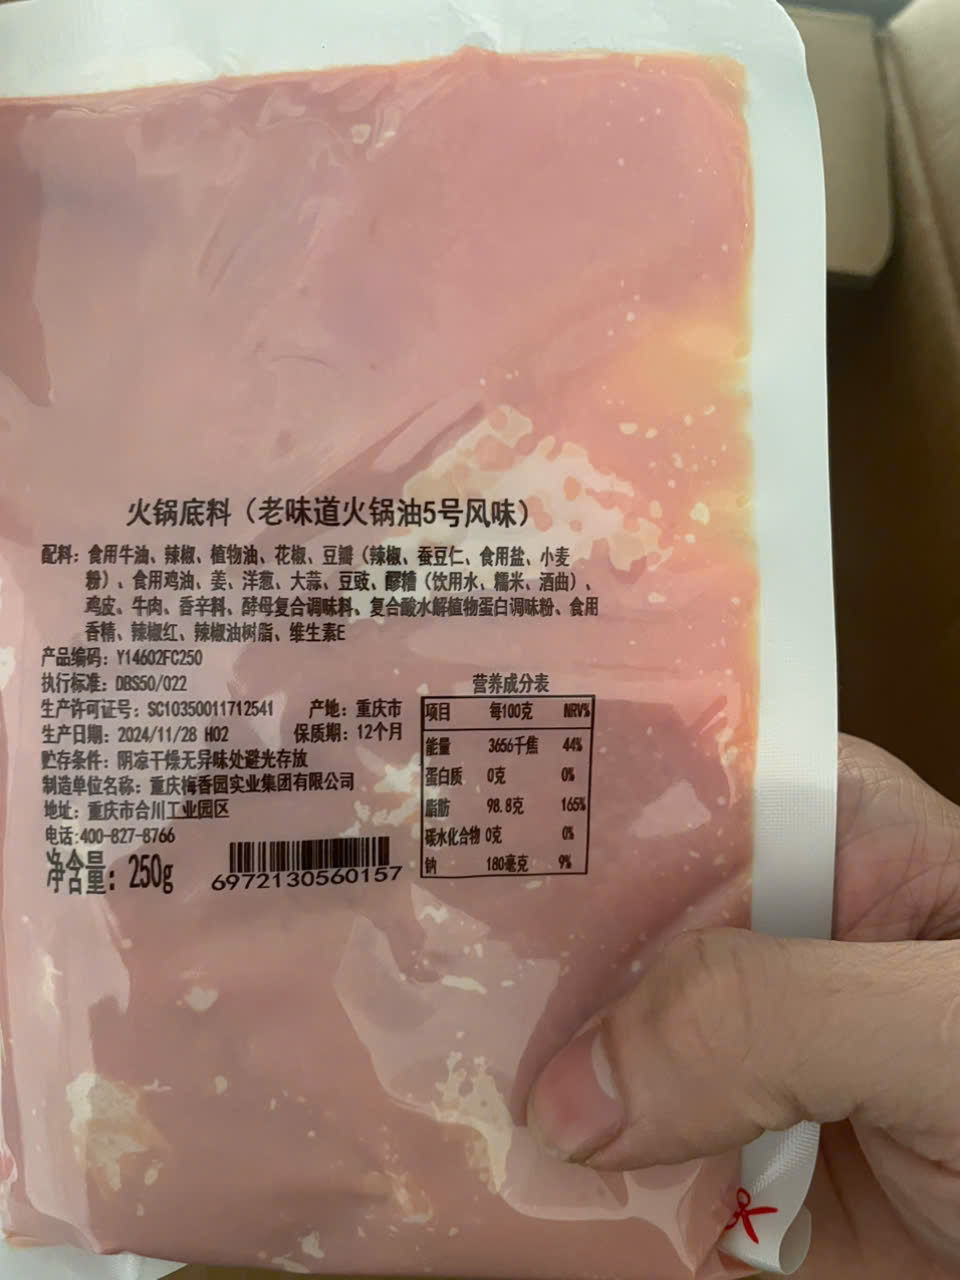 火锅底料（老味道火锅油5号风味）
配料：食用牛油、辣椒、植物油、花椒、豆瓣（辣椒、蚕豆仁、食用盐、小麦
粉）、食用鸡油、姜、洋葱、大蒜、豆豉、醪糟（饮用水、糯米、酒曲）、
鸡皮、牛肉、香辛料、酵母复合调味料、复合酸水解植物蛋白调味粉、食用
香精、辣椒红、辣椒油树脂、维生素E
产品编码：Y14602FC250
执行标准：DBS50/022
生产许可证号：SC10350011712541 产地：重庆市
生产日期：2024/11/28 H02 保质期：12个月
贮存条件：阴凉干燥无异味处避光存放
制造单位名称：重庆梅香园实业集团有限公司
地址：重庆市合川工业园区
电话:400-827-8766
净含量：250g
6972130560157
营养成分表
项目 每100克 NRV%
能量 3656千焦 44%
蛋白质 0克 0%
脂肪 98.8克 165%
碳水化合物 0克 0%
钠 180毫克 9%